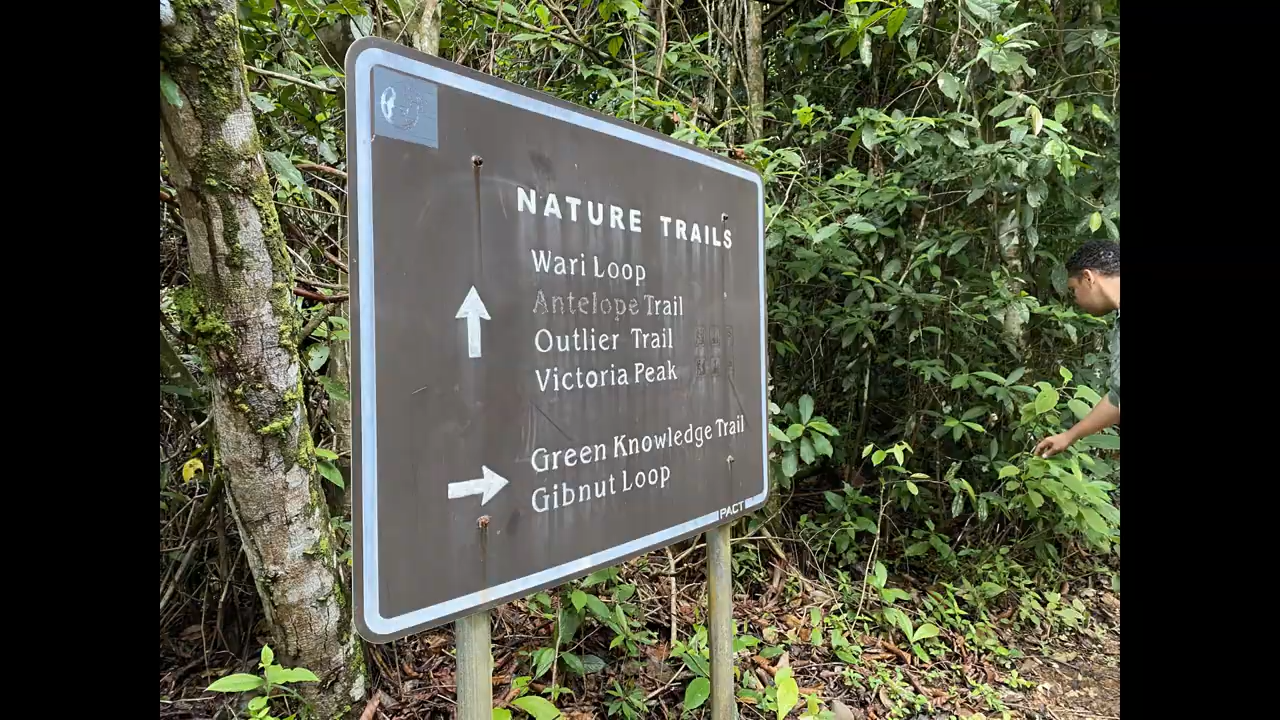 NATURE TRAILS
Wari Loop
Antelope Trail
Outlier Trail
Victoria Peak
Green Knowledge Trail
Gibnut Loop
PACT